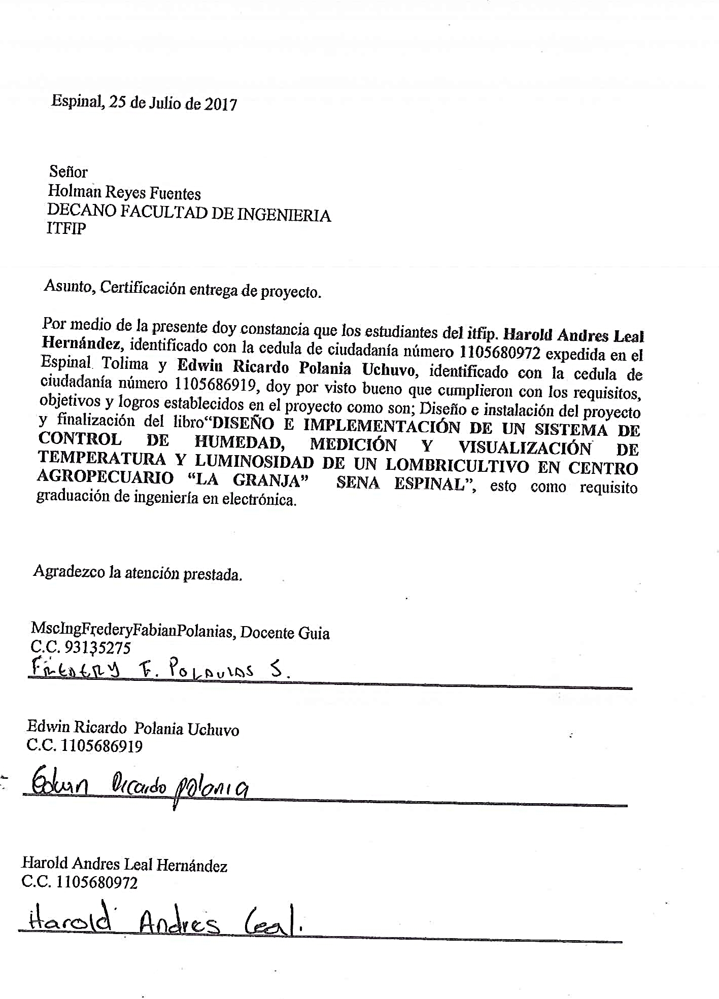 Espinal, 25 de Julio de 2017
Señor
Holman Reyes Fuentes
DECANO FACULTAD DE INGENIERIA
ITFIP
Asunto, Certificación entrega de proyecto.
Por medio de la presente doy constancia que los estudiantes del itfip. Harold Andres Leal
Hernández, identificado con la cedula de ciudadanía número 1105680972 expedida en el
Espinal Tolima y Edwin Ricardo Polania Uchuvo, identificado con la cedula de
ciudadanía número 1105686919, doy por visto bueno que cumplieron con los requisitos,
objetivos y logros establecidos en el proyecto como son; Diseño e instalación del proyecto
y finalización del libro“DISEÑO E IMPLEMENTACIÓN DE UN SISTEMA DE
CONTROL DE HUMEDAD, MEDICIÓN Y VISUALIZACIÓN DE
TEMPERATURA Y LUMINOSIDAD DE UN LOMBRICULTIVO EN CENTRO
AGROPECUARIO “LA GRANJA” SENA ESPINAL”, esto como requisito
graduación de ingeniería en electrónica.
Agradezco la atención prestada.
MscIngFrederyFabianPolanias, Docente Guia
C.C. 93135275
FREDERY F. POLANIAS S.
Edwin Ricardo Polania Uchuvo
C.C. 1105686919
Edwin Ricardo polania
Harold Andres Leal Hernández
C.C. 1105680972
Harold Andres Leal.